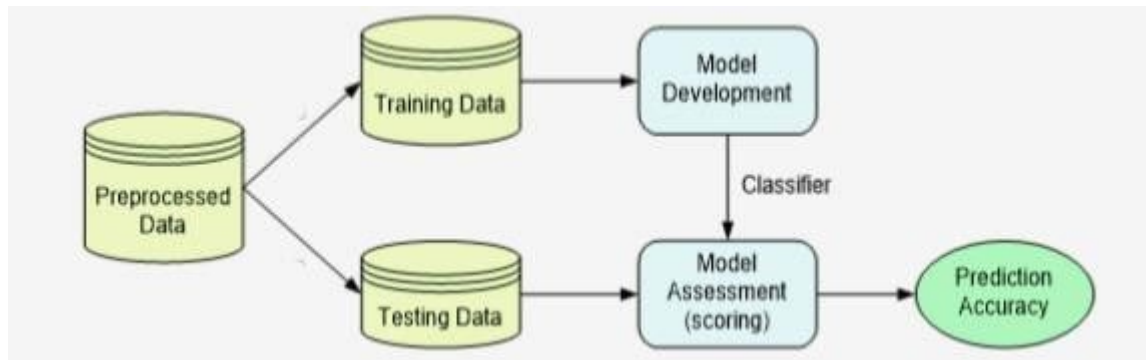 Preprocessed
Data
Training Data
Testing Data
Model
Development
Classifier
Model
Assessment
(scoring)
Prediction
Accuracy